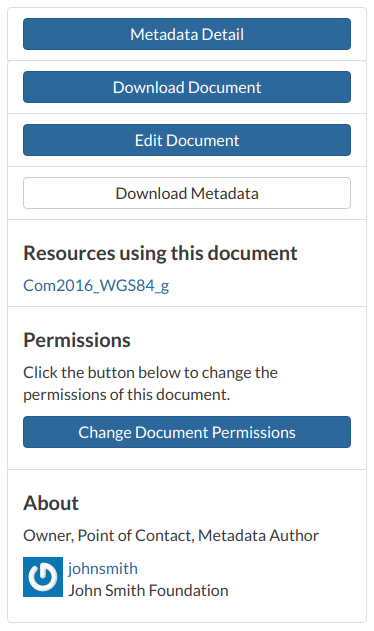 Metadata Detail
Download Document
Edit Document
Download Metadata
Resources using this document
Com2016_WGS84_g
Permissions
Click the button below to change the
permissions of this document.
Change Document Permissions
About
Owner, Point of Contact, Metadata Author
johnsmith
John Smith Foundation